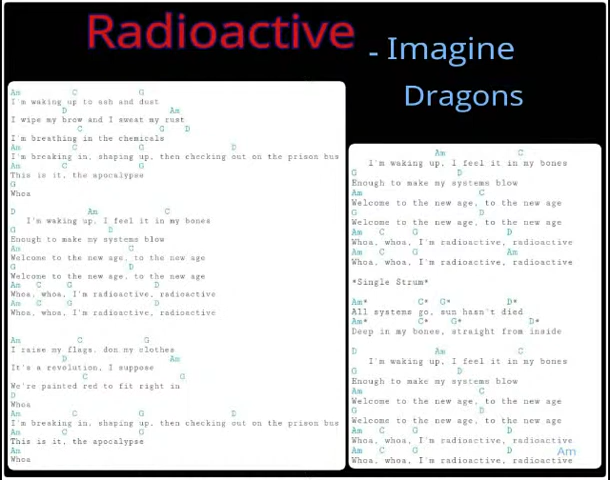 Radioactive
- Imagine
Dragons
Am C G
I'm waking up to ash and dust
D Am
I wipe my brow and I sweat my rust
C G D
I'm breathing in the chemicals
Am C G D
I'm breaking in, shaping up, then checking out on the prison bus
Am C G
This is it, the apocalypse
G
Whoa
D Am C
I'm waking up, I feel it in my bones
G D
Enough to make my systems blow
Am C
Welcome to the new age, to the new age
G D
Welcome to the new age, to the new age
Am C G D
Whoa, whoa, I'm radioactive, radioactive
Am C G D
Whoa, whoa, I'm radioactive, radioactive
Am C G
I raise my flags, don my clothes
D Am
It's a revolution, I suppose
C G
We're painted red to fit right in
D
Whoa
Am C G D
I'm breaking in, shaping up, then checking out on the prison bus
Am C G
This is it, the apocalypse
Am
Whoa
Am C
I'm waking up, I feel it in my bones
G D
Enough to make my systems blow
Am C
Welcome to the new age, to the new age
G D
Welcome to the new age, to the new age
Am C G D
Whoa, whoa, I'm radioactive, radioactive
Am C G Am
Whoa, whoa, I'm radioactive, radioactive
*Single Strum*
Am* C* G* D*
All systems go, sun hasn't died
Am* C* G* D*
Deep in my bones, straight from inside
D Am C
I'm waking up, I feel it in my bones
G D
Enough to make my systems blow
Am C
Welcome to the new age, to the new age
G D
Welcome to the new age, to the new age
Am C G D
Whoa, whoa, I'm radioactive, radioactive
Am C G D Am
Whoa, whoa, I'm radioactive, radioactive